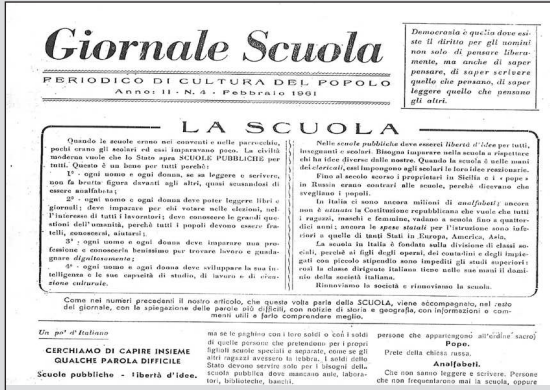 Giornale Scuola
PERIODICO DI CULTURA DEL POPOLO
Anno: II - N. 4 - Febbraio 1961
Democrazia è quella dove esi-
ste il diritto per gli uomini
non solo di pensare libera-
mente, ma anche di saper
pensare, di saper scrivere
quello che pensano, di saper
leggere quello che pensano
gli altri.
LA SCUOLA
Quando le scuole erano nei conventi e nelle parrocchie,
pochi erano gli scolari ed essi imparavano poco. La civiltà
moderna vuole che lo Stato apra SCUOLE PUBBLICHE per
tutti. Questo è un bene per tutti perchè:
1° - ogni uomo e ogni donna, se sa leggere e scrivere,
non fa brutta figura davanti agli altri, quasi scusandosi di
essere analfabeta;
2° - ogni uomo e ogni donna deve poter leggere libri e
giornali; deve imparare per chi votare nelle elezioni, nel-
l'interesse di tutti i lavoratori; deve conoscere le grandi que-
stioni dell'umanità, perchè tutti i popoli devono essere fra-
telli, conoscersi, aiutarsi;
3° - ogni uomo e ogni donna deve imparare una pro-
fessione e conoscerla benissimo per trovare lavoro e guada-
gnare dignitosamente;
4° - ogni uomo e ogni donna deve sviluppare la sua in-
telligenza e le sue capacità di studio, di lavoro e di crea-
zione culturale.
Nelle scuole pubbliche deve esserci libertà d'idee per tutti,
insegnanti e scolari. Bisogna imparare nella scuola a rispettare
chi ha idee diverse dalle nostre. Quando la scuola è nelle mani
dei clericali, essi impongono agli scolari le loro idee reazionarie.
Fino al secolo scorso i proprietari in Sicilia e i « pope »
in Russia erano contrari alle scuole, perchè dicevano che
svegliano i popoli.
In Italia ci sono ancora milioni di analfabeti; ancora
non è attuata la Costituzione repubblicana che vuole che tutti
i ragazzi, maschi e femmine, vadano a scuola fino a quattor-
dici anni; ancora le spese statali per l'istruzione sono infe-
riori a quelle di tanti Stati in Europa, America, Asia.
La scuola in Italia è fondata sulla divisione di classi so-
ciali, perchè ai figli degli operai, dei contadini e degli impie-
gati con piccolo stipendio sono impediti gli studi superiori;
così la classe dirigente italiana tiene nelle sue mani il domi-
nio della società italiana.
Rinnoviamo la società e rinnoviamo la scuola.
Come nei numeri precedenti il nostro articolo, che questa volta parla della SCUOLA, viene accompagnato, nel resto
del giornale, con la spiegazione delle parole più difficili, con notizie di storia e geografia, con informazioni e com-
menti utili a farlo comprendere meglio.
Un po' d'Italiano
CERCHIAMO DI CAPIRE INSIEME
QUALCHE PAROLA DIFFICILE
Scuole pubbliche - libertà d'idee.
ma se le paghino con i loro soldi o con i soldi
di quelle persone che pretendono per i propri
figliuoli scuole speciali e separate, come se gli
altri ragazzi avessero la lebbra. I soldi dello
Stato devono servire solo per i bisogni della
scuola pubblica dove mancano aule, labora-
tori, biblioteche, banchi.
persone che appartengono all'ordine sacro)
Pope.
Prete della chiesa russa.
Analfabeti.
Che non sanno leggere e scrivere. Persone
che non frequentarono mai la scuola, oppure